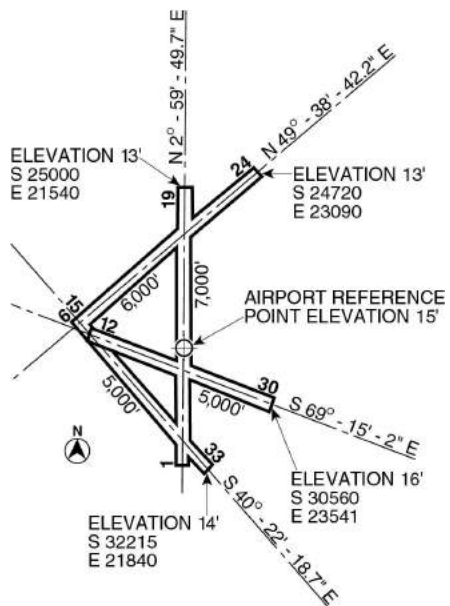 N 2° - 59' - 49.7" E
N 49° - 38' - 42.2" E
ELEVATION 13'
S 25000
E 21540
19
24
ELEVATION 13'
S 24720
E 23090
6,000'
7,000'
AIRPORT REFERENCE
POINT ELEVATION 15'
15
6
12
5,000'
5,000'
30
S 69° - 15' - 2" E
N
1
33
ELEVATION 16'
S 30560
E 23541
ELEVATION 14'
S 32215
E 21840
S 40° - 22' - 18.7" E